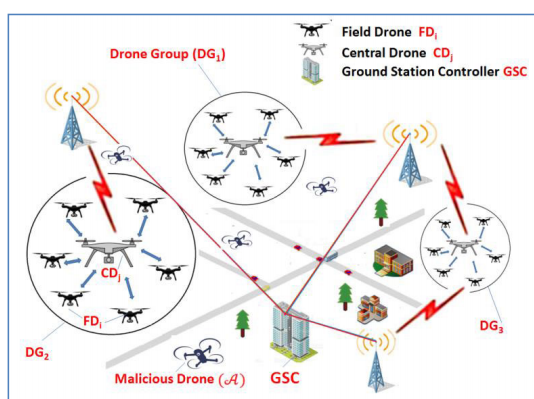 Field Drone FDi
Central Drone CDj
Ground Station Controller GSC
Drone Group (DG1)
CDj
FDi
DG2
DG3
Malicious Drone (𝒜)
GSC